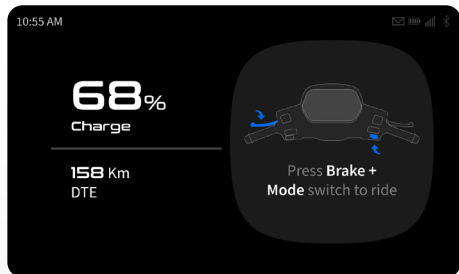 10:55 AM
68%
Charge
158 Km
DTE
Press Brake +
Mode switch to ride